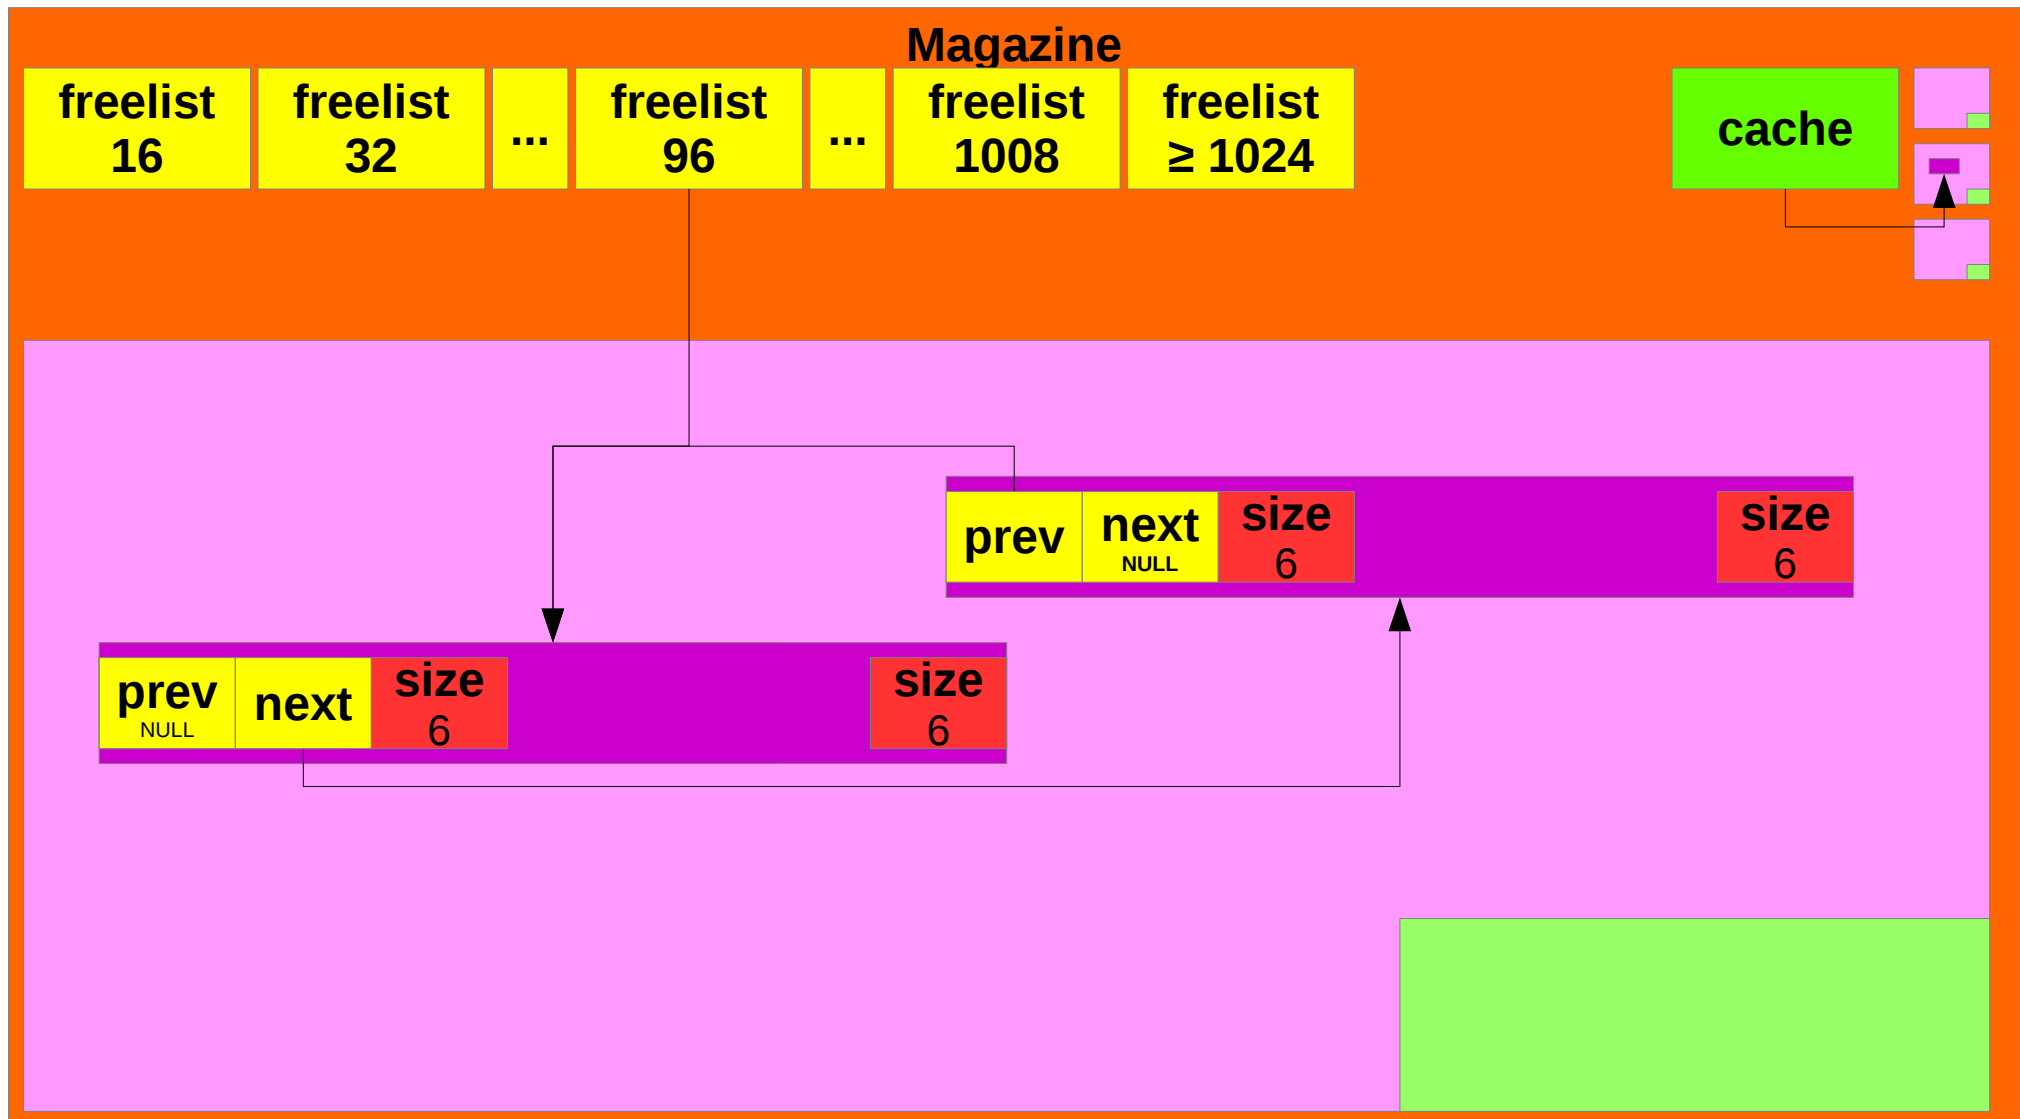 Magazine
freelist
16
freelist
32
...
freelist
96
...
freelist
1008
freelist
≥ 1024
cache
prev
next
NULL
size
6
size
6
prev
NULL
next
size
6
size
6